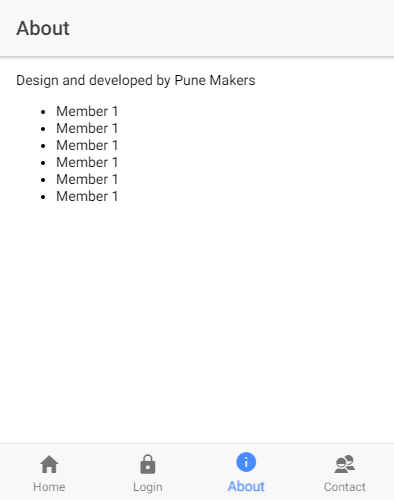 About
Design and developed by Pune Makers
Member 1
Member 1
Member 1
Member 1
Member 1
Member 1
Home
Login
About
Contact